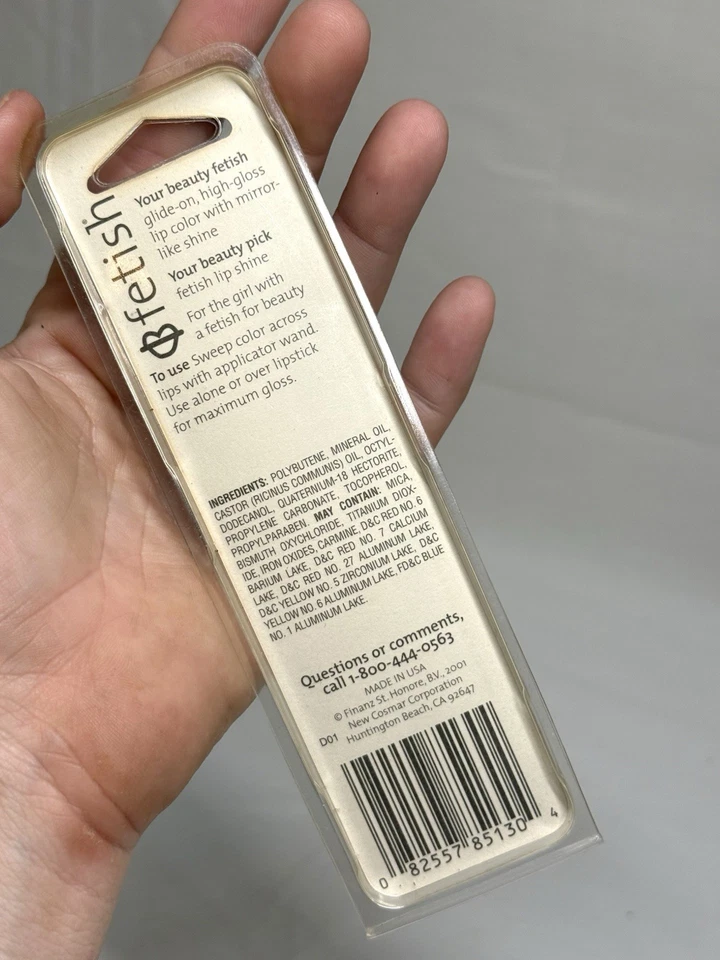 fetish
Your beauty fetish
glide-on, high-gloss
lip color with mirror-
like shine
Your beauty pick
fetish lip shine
For the girl with
a fetish for beauty
To use Sweep color across
lips with applicator wand.
Use alone or over lipstick
for maximum gloss.
INGREDIENTS: POLYBUTENE, MINERAL OIL,
CASTOR (RICINUS COMMUNIS) OIL, OCTYL-
DODECANOL, QUATERNIUM-18 HECTORITE,
PROPYLENE CARBONATE, TOCOPHEROL,
PROPYLPARABEN. MAY CONTAIN: MICA,
BISMUTH OXYCHLORIDE, TITANIUM DIOX-
IDE, IRON OXIDES, CARMINE, D&C RED NO. 6
BARIUM LAKE, D&C RED NO. 7 CALCIUM
LAKE, D&C RED NO. 27 ALUMINUM LAKE,
D&C YELLOW NO. 5 ZIRCONIUM LAKE, D&C
YELLOW NO. 6 ALUMINUM LAKE, FD&C BLUE
NO. 1 ALUMINUM LAKE.
Questions or comments,
call 1-800-444-0563
MADE IN USA
© Finanz St. Honore, B.V., 2001
New Cosmar Corporation
D01 Huntington Beach, CA 92647
0 82557 85130 4